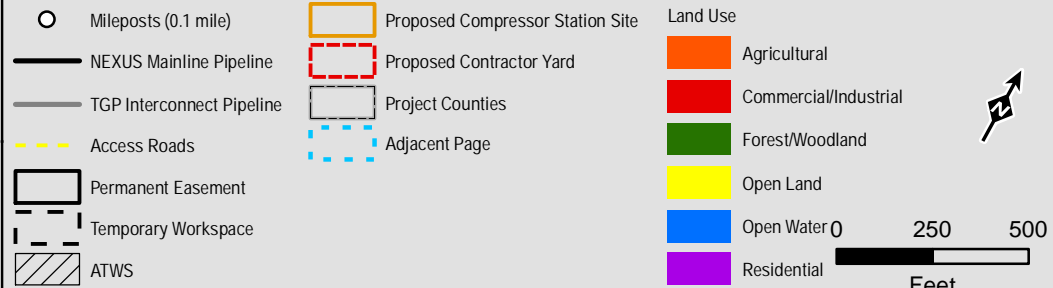 Mileposts (0.1 mile)
NEXUS Mainline Pipeline
TGP Interconnect Pipeline
Access Roads
Permanent Easement
Temporary Workspace
ATWS
Proposed Compressor Station Site
Proposed Contractor Yard
Project Counties
Adjacent Page
Land Use
Agricultural
Commercial/Industrial
Forest/Woodland
Open Land
Open Water
Residential
N
0 250 500
Feet